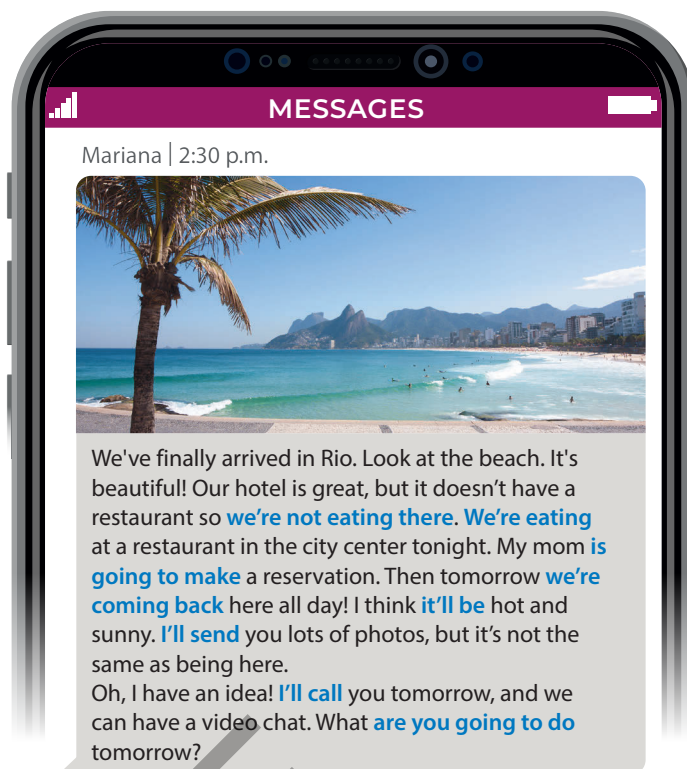 MESSAGES
Mariana | 2:30 p.m.
We've finally arrived in Rio. Look at the beach. It's
beautiful! Our hotel is great, but it doesn’t have a
restaurant so we’re not eating there. We’re eating
at a restaurant in the city center tonight. My mom is
going to make a reservation. Then tomorrow we’re
coming back here all day! I think it’ll be hot and
sunny. I’ll send you lots of photos, but it’s not the
same as being here.
Oh, I have an idea! I’ll call you tomorrow, and we
can have a video chat. What are you going to do
tomorrow?